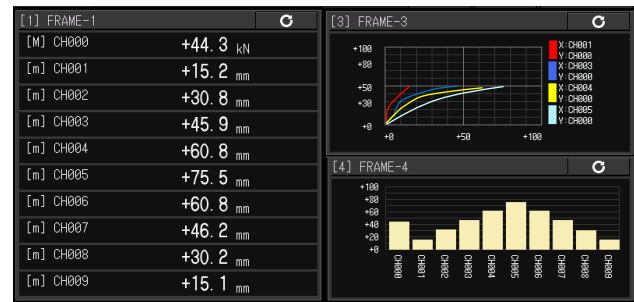 [1] FRAME-1
[M] CH000 +44.3 kN
[m] CH001 +15.2 mm
[m] CH002 +30.8 mm
[m] CH003 +45.9 mm
[m] CH004 +60.8 mm
[m] CH005 +75.5 mm
[m] CH006 +60.8 mm
[m] CH007 +46.2 mm
[m] CH008 +30.2 mm
[m] CH009 +15.1 mm
[3] FRAME-3
+100
+80
+50
+30
+0
+0 +50 +100
X:CH001
Y:CH000
X:CH003
Y:CH000
X:CH004
Y:CH000
X:CH005
Y:CH000
[4] FRAME-4
+100
+80
+60
+40
+20
+0
CH000 CH001 CH002 CH003 CH004 CH005 CH006 CH007 CH008 CH009